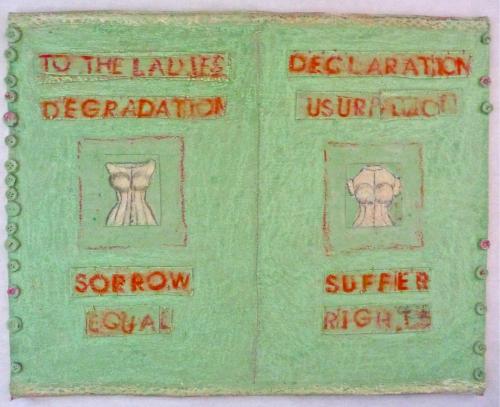 TO THE LADIES
DEGRADATION
SORROW
EQUAL
DECLARATION
USURPATION
SUFFER
RIGHTS